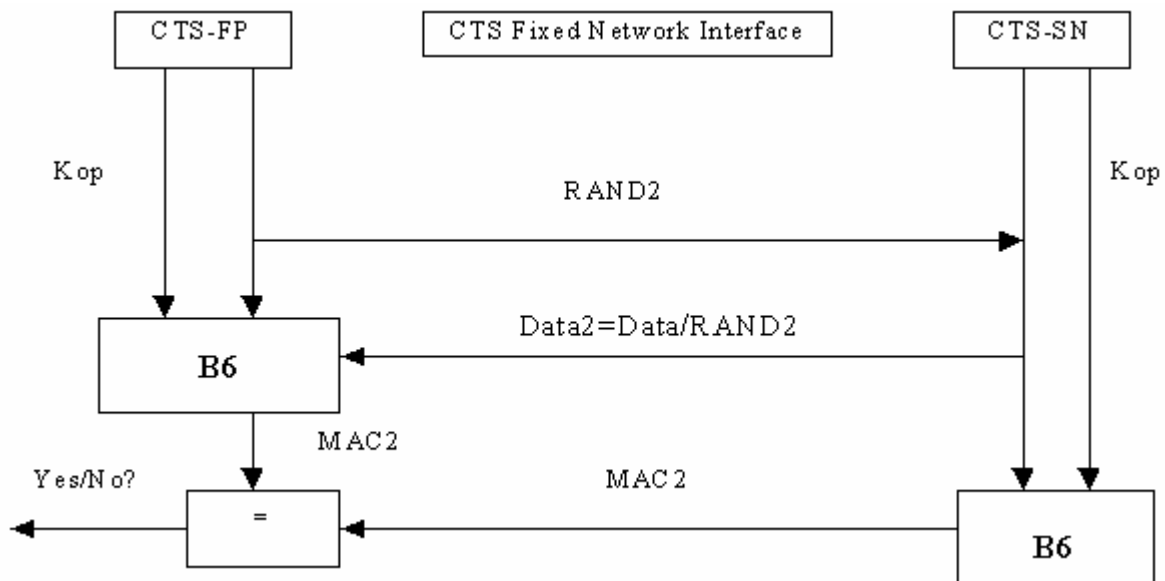 CTS-FP
CTS Fixed Network Interface
CTS-SN
Kop
Kop
RAND2
Data2=Data/RAND2
B6
MAC2
Yes/No?
MAC2
=
B6